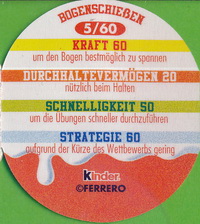 BOGENSCHIEßEN
5/60
KRAFT 60
um den Bogen bestmöglich zu spannen
DURCHHALTEVERMÖGEN 20
nützlich beim Halten
SCHNELLIGKEIT 50
um die Übungen schneller durchzuführen
STRATEGIE 60
aufgrund der Kürze des Wettbewerbs gering
kinder
©FERRERO